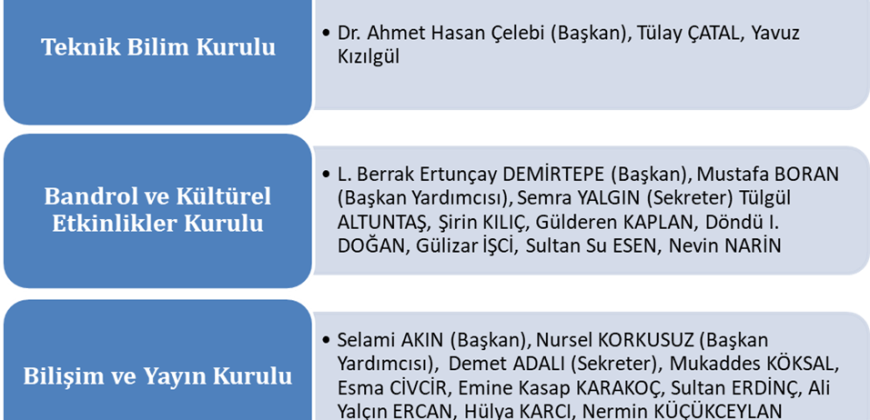 Teknik Bilim Kurulu
• Dr. Ahmet Hasan Çelebi (Başkan), Tülay ÇATAL, Yavuz
Kızılgül
Bandrol ve Kültürel
Etkinlikler Kurulu
• L. Berrak Ertunçay DEMİRTEPE (Başkan), Mustafa BORAN
(Başkan Yardımcısı), Semra YALGIN (Sekreter) Tülgül
ALTUNTAŞ, Şirin KILIÇ, Gülderen KAPLAN, Döndü I.
DOĞAN, Gülizar İŞCİ, Sultan Su ESEN, Nevin NARİN
Bilişim ve Yayın Kurulu
• Selami AKIN (Başkan), Nursel KORKUSUZ (Başkan
Yardımcısı), Demet ADALI (Sekreter), Mukaddes KÖKSAL,
Esma CİVCİR, Emine Kasap KARAKOÇ, Sultan ERDİNÇ, Ali
Yalçın ERCAN, Hülya KARCI, Nermin KÜÇÜKCEYLAN